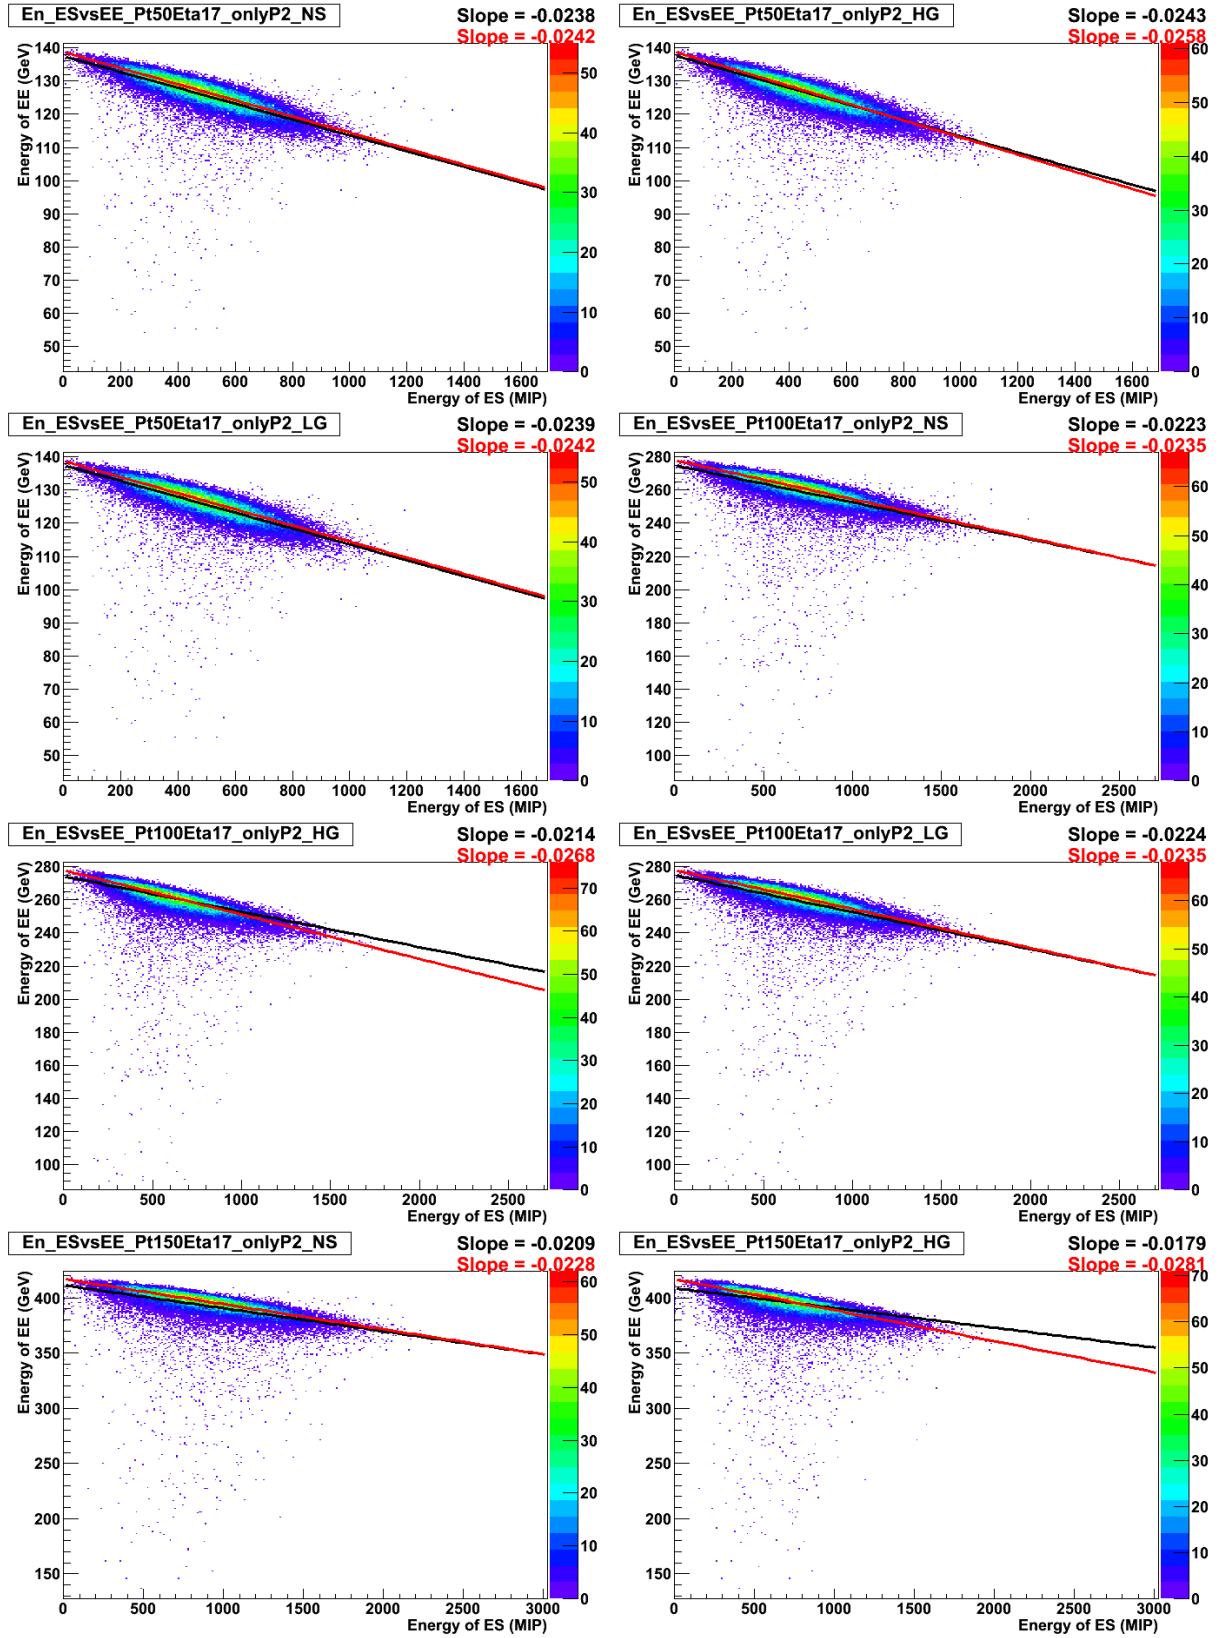 En_ESvsEE_Pt50Eta17_onlyP2_NS
Slope = -0.0238
Slope = -0.0242
Energy of EE (GeV)
140
130
120
110
100
90
80
70
60
50
0 200 400 600 800 1000 1200 1400 1600
Energy of ES (MIP)
50
40
30
20
10
0
En_ESvsEE_Pt50Eta17_onlyP2_HG
Slope = -0.0243
Slope = -0.0258
Energy of EE (GeV)
140
130
120
110
100
90
80
70
60
50
0 200 400 600 800 1000 1200 1400 1600
Energy of ES (MIP)
60
50
40
30
20
10
0
En_ESvsEE_Pt50Eta17_onlyP2_LG
Slope = -0.0239
Slope = -0.0242
Energy of EE (GeV)
140
130
120
110
100
90
80
70
60
50
0 200 400 600 800 1000 1200 1400 1600
Energy of ES (MIP)
50
40
30
20
10
0
En_ESvsEE_Pt100Eta17_onlyP2_NS
Slope = -0.0223
Slope = -0.0235
Energy of EE (GeV)
280
260
240
220
200
180
160
140
120
100
0 500 1000 1500 2000 2500
Energy of ES (MIP)
60
50
40
30
20
10
0
En_ESvsEE_Pt100Eta17_onlyP2_HG
Slope = -0.0214
Slope = -0.0268
Energy of EE (GeV)
280
260
240
220
200
180
160
140
120
100
0 500 1000 1500 2000 2500
Energy of ES (MIP)
70
60
50
40
30
20
10
0
En_ESvsEE_Pt100Eta17_onlyP2_LG
Slope = -0.0224
Slope = -0.0235
Energy of EE (GeV)
280
260
240
220
200
180
160
140
120
100
0 500 1000 1500 2000 2500
Energy of ES (MIP)
60
50
40
30
20
10
0
En_ESvsEE_Pt150Eta17_onlyP2_NS
Slope = -0.0209
Slope = -0.0228
Energy of EE (GeV)
400
350
300
250
200
150
0 500 1000 1500 2000 2500 3000
Energy of ES (MIP)
60
50
40
30
20
10
0
En_ESvsEE_Pt150Eta17_onlyP2_HG
Slope = -0.0179
Slope = -0.0281
Energy of EE (GeV)
400
350
300
250
200
150
0 500 1000 1500 2000 2500 3000
Energy of ES (MIP)
70
60
50
40
30
20
10
0